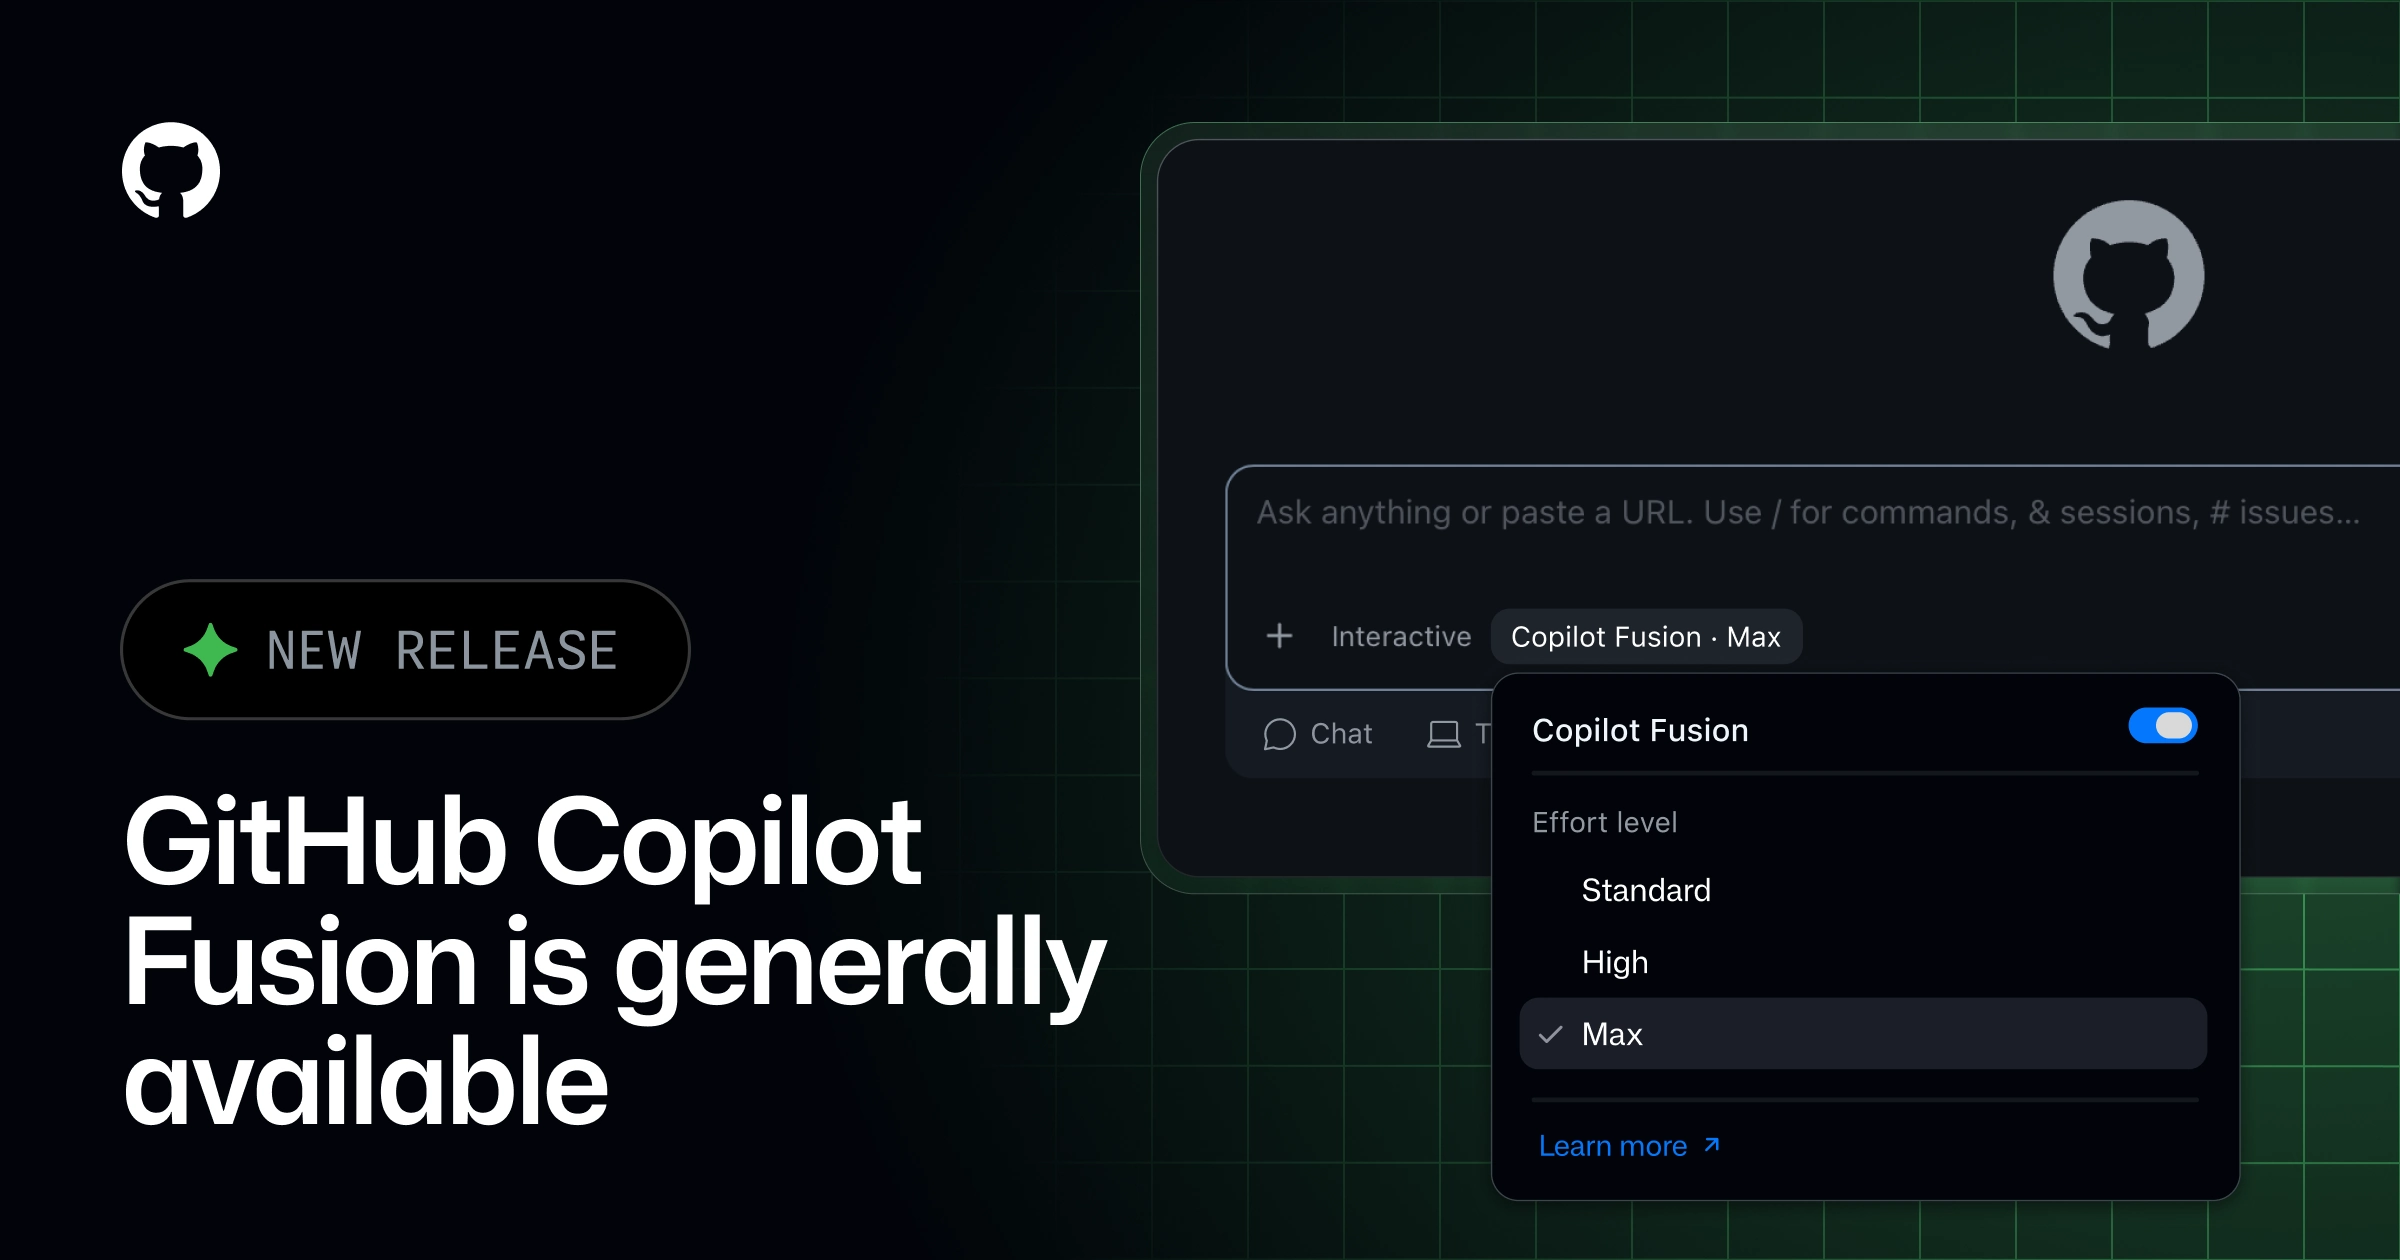 NEW RELEASE
GitHub Copilot
Fusion is generally
available
Ask anything or paste a URL. Use / for commands, & sessions, # issues...
Interactive
Copilot Fusion · Max
Chat
Copilot Fusion
Effort level
Standard
High
Max
Learn more